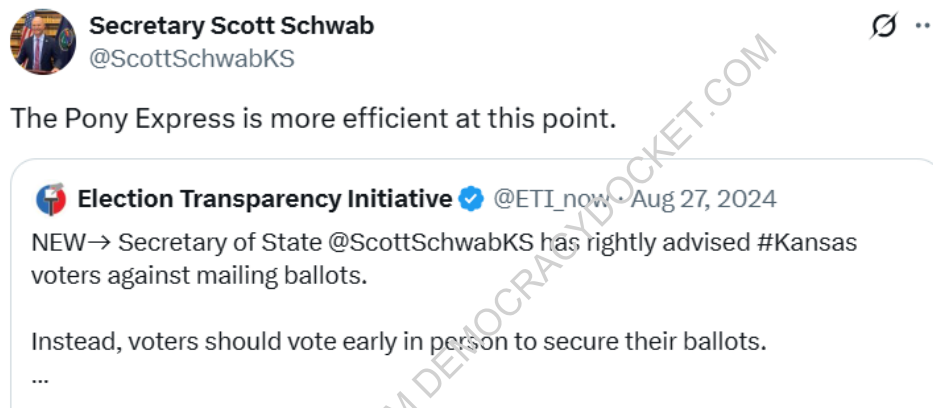 Secretary Scott Schwab
@ScottSchwabKS
The Pony Express is more efficient at this point.
Election Transparency Initiative @ETI_now · Aug 27, 2024
NEW→ Secretary of State @ScottSchwabKS has rightly advised #Kansas
voters against mailing ballots.
Instead, voters should vote early in person to secure their ballots.
...
DEMOCRACYDOCKET.COM